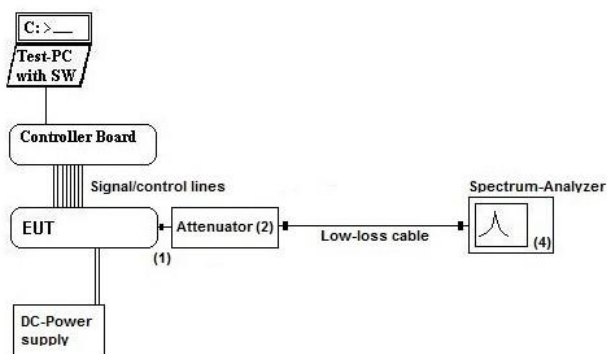 C:>__
Test-PC
with SW
Controller Board
Signal/control lines
Spectrum-Analyzer
EUT
Attenuator (2)
Low-loss cable
(4)
(1)
DC-Power
supply